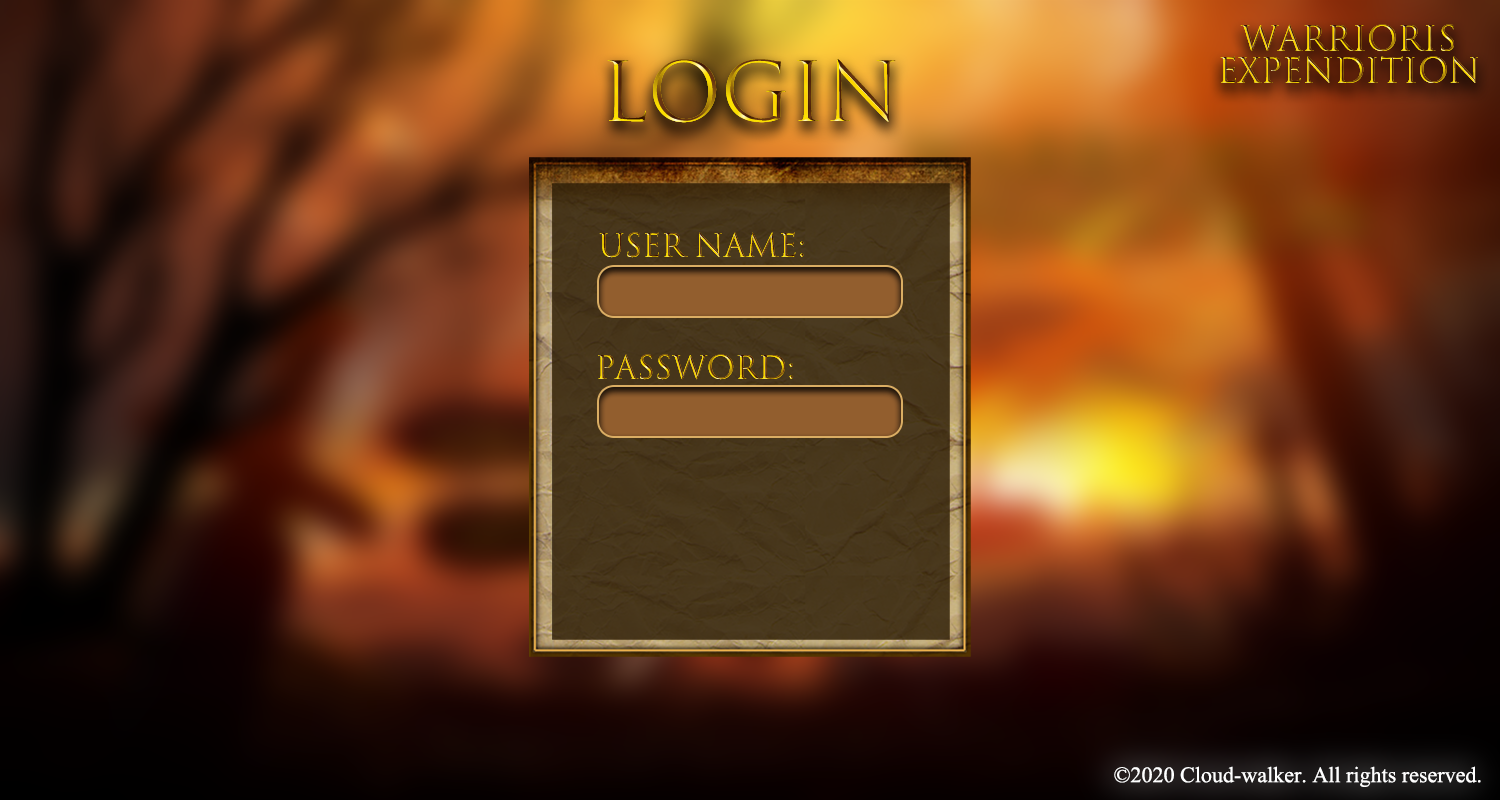 WARRIORIS
EXPENDITION
LOGIN
USER NAME:
PASSWORD:
©2020 Cloud-walker. All rights reserved.